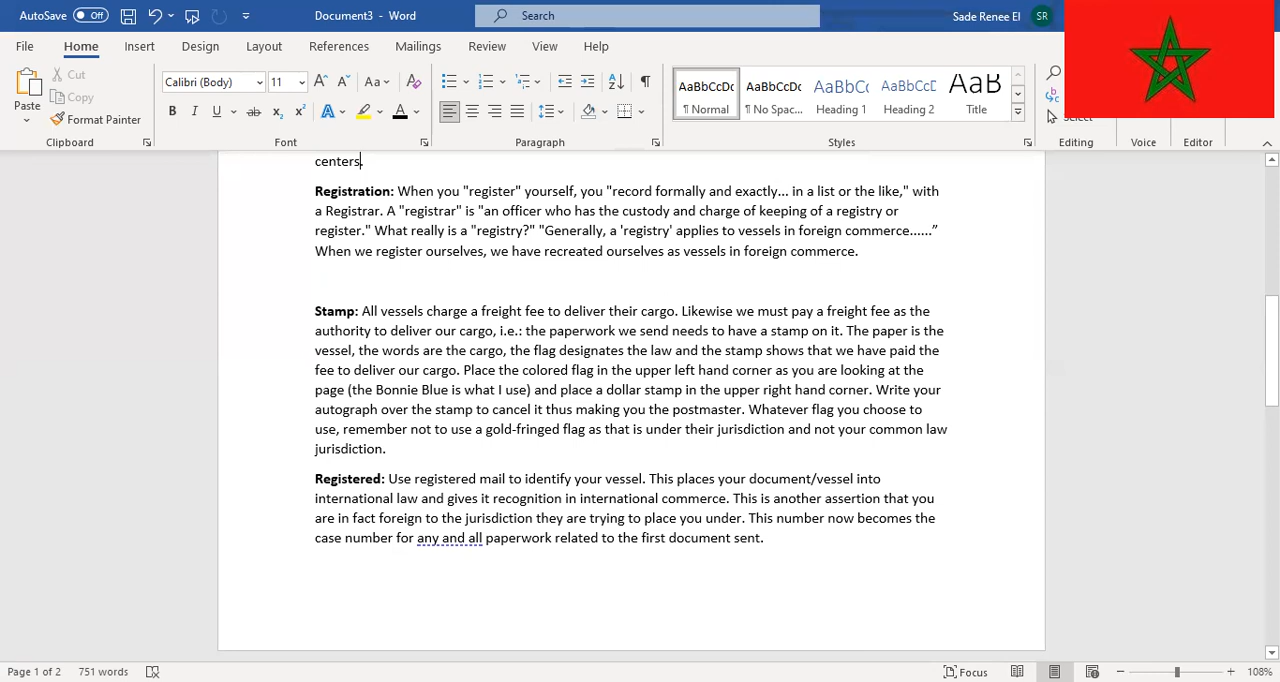 AutoSave Off Document3 - Word Search Sade Renee El SR
File Home Insert Design Layout References Mailings Review View Help
Cut Calibri (Body) 11 Aa AaBbCcDc AaBbCcDc AaBbCc AaBbCcD AaB
Paste Copy ¶ Normal ¶ No Spac... Heading 1 Heading 2 Title
Format Painter B I U ab x₂ x² A A Select
Clipboard Font Paragraph Styles Editing Voice Editor
centers.
Registration: When you "register" yourself, you "record formally and exactly... in a list or the like," with
a Registrar. A "registrar" is "an officer who has the custody and charge of keeping of a registry or
register." What really is a "registry?" "Generally, a 'registry' applies to vessels in foreign commerce......”
When we register ourselves, we have recreated ourselves as vessels in foreign commerce.
Stamp: All vessels charge a freight fee to deliver their cargo. Likewise we must pay a freight fee as the
authority to deliver our cargo, i.e.: the paperwork we send needs to have a stamp on it. The paper is the
vessel, the words are the cargo, the flag designates the law and the stamp shows that we have paid the
fee to deliver our cargo. Place the colored flag in the upper left hand corner as you are looking at the
page (the Bonnie Blue is what I use) and place a dollar stamp in the upper right hand corner. Write your
autograph over the stamp to cancel it thus making you the postmaster. Whatever flag you choose to
use, remember not to use a gold-fringed flag as that is under their jurisdiction and not your common law
jurisdiction.
Registered: Use registered mail to identify your vessel. This places your document/vessel into
international law and gives it recognition in international commerce. This is another assertion that you
are in fact foreign to the jurisdiction they are trying to place you under. This number now becomes the
case number for any and all paperwork related to the first document sent.
Page 1 of 2 751 words Focus 108%